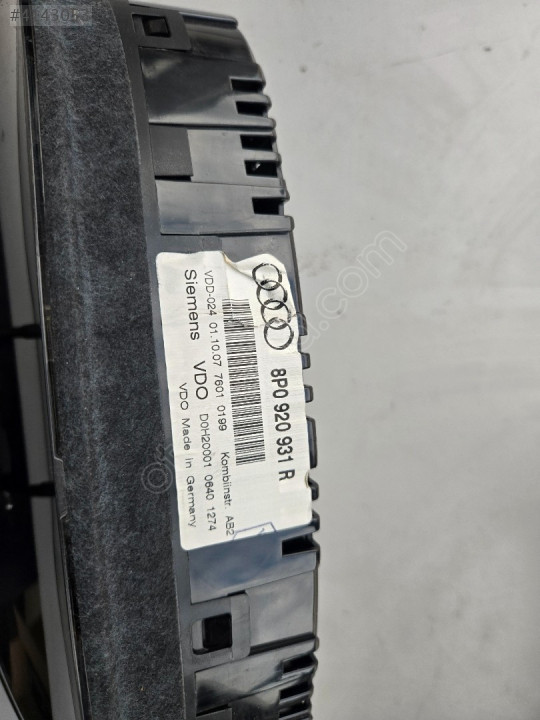 8P0 920 931 R
VDD-024 01.10.07 7601 0199 Kombiinstr. AB2
Siemens VDO D0H20001 0640 1274
VDO Made in Germany